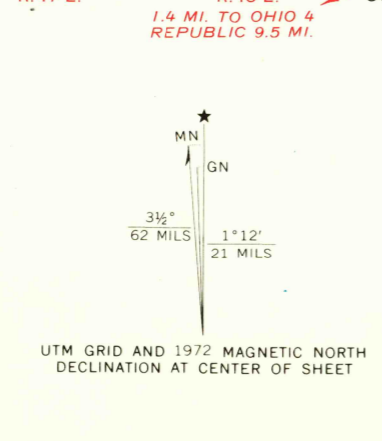 1.4 MI. TO OHIO 4
REPUBLIC 9.5 MI.
★
MN
GN
3½°
62 MILS
1°12'
21 MILS
UTM GRID AND 1972 MAGNETIC NORTH
DECLINATION AT CENTER OF SHEET